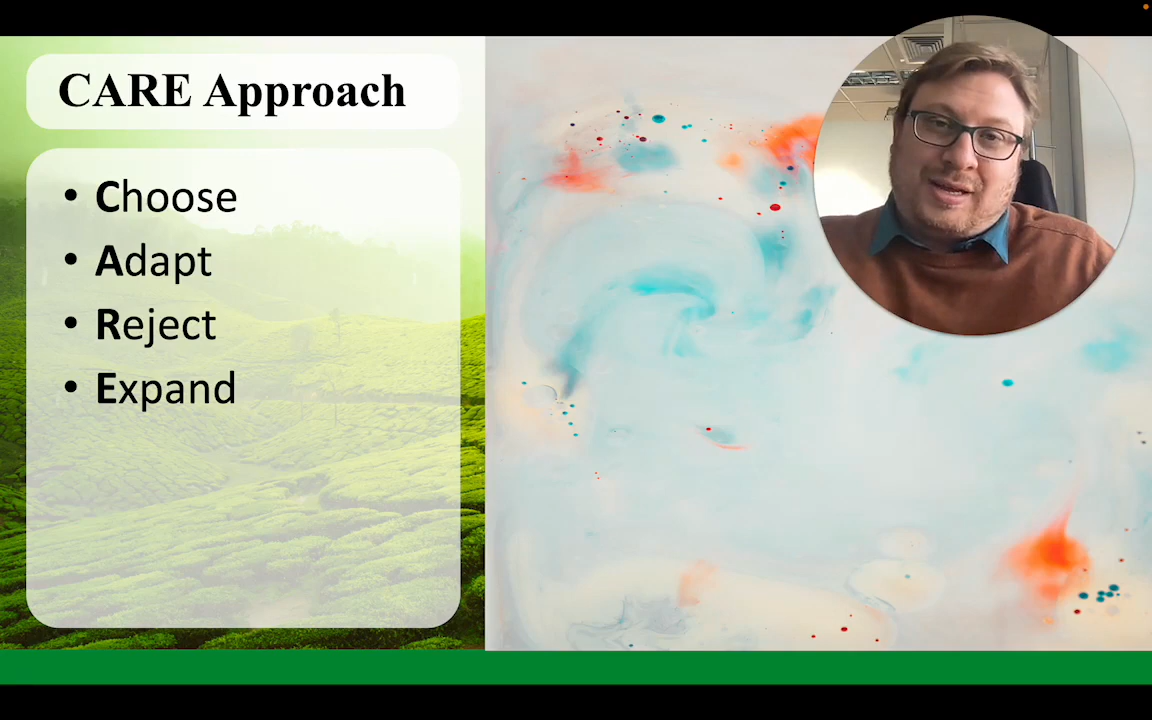 CARE Approach
• Choose
• Adapt
• Reject
• Expand